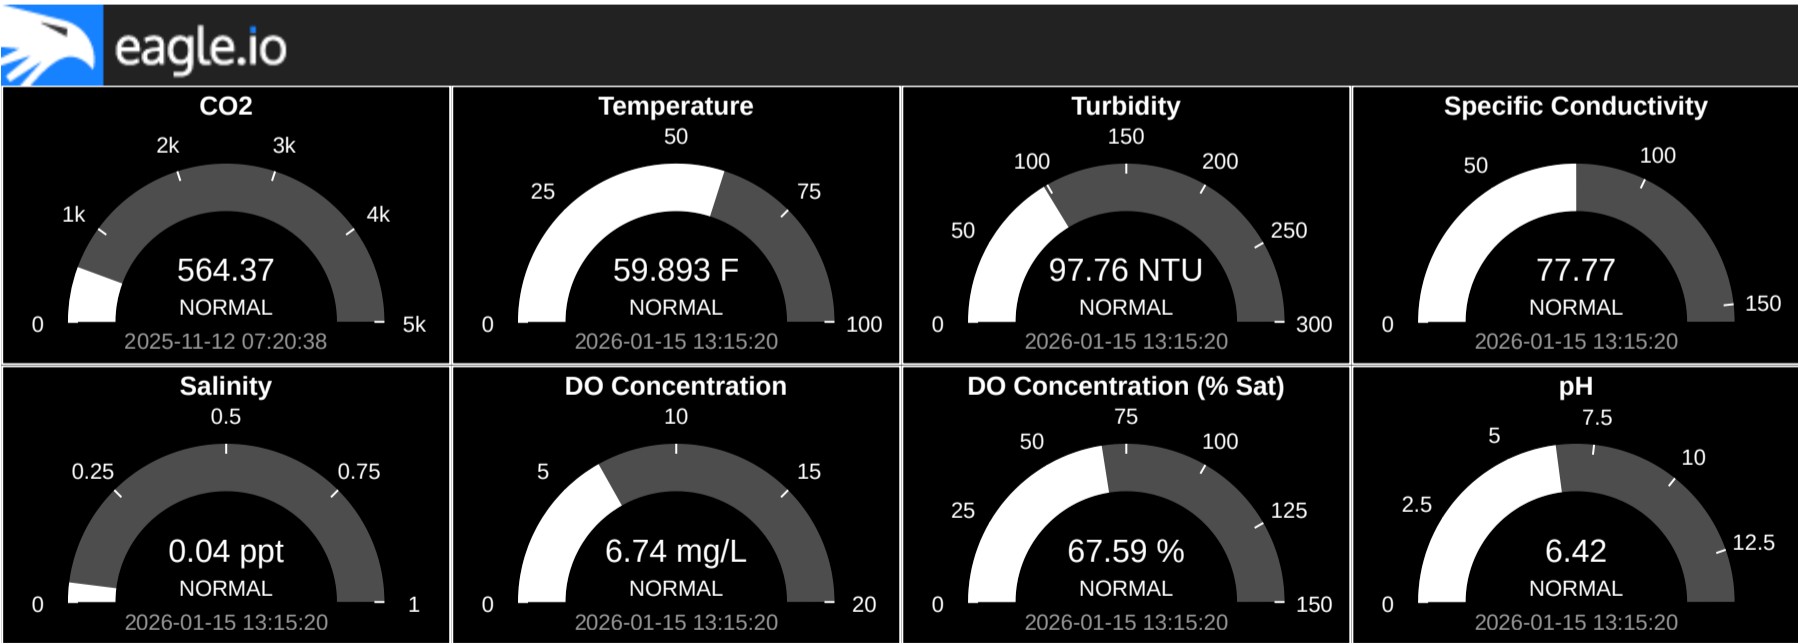 eagle.io
CO2
2k 3k
1k 4k
564.37
NORMAL
0 5k
2025-11-12 07:20:38
Temperature
50
25 75
59.893 F
NORMAL
0 100
2026-01-15 13:15:20
Turbidity
150
100 200
50 250
97.76 NTU
NORMAL
0 300
2026-01-15 13:15:20
Specific Conductivity
50 100
77.77
NORMAL
0 150
2026-01-15 13:15:20
Salinity
0.5
0.25 0.75
0.04 ppt
NORMAL
0 1
2026-01-15 13:15:20
DO Concentration
10
5 15
6.74 mg/L
NORMAL
0 20
2026-01-15 13:15:20
DO Concentration (% Sat)
75
50 100
25 125
67.59 %
NORMAL
0 150
2026-01-15 13:15:20
pH
7.5
5 10
2.5 12.5
6.42
NORMAL
0
2026-01-15 13:15:20